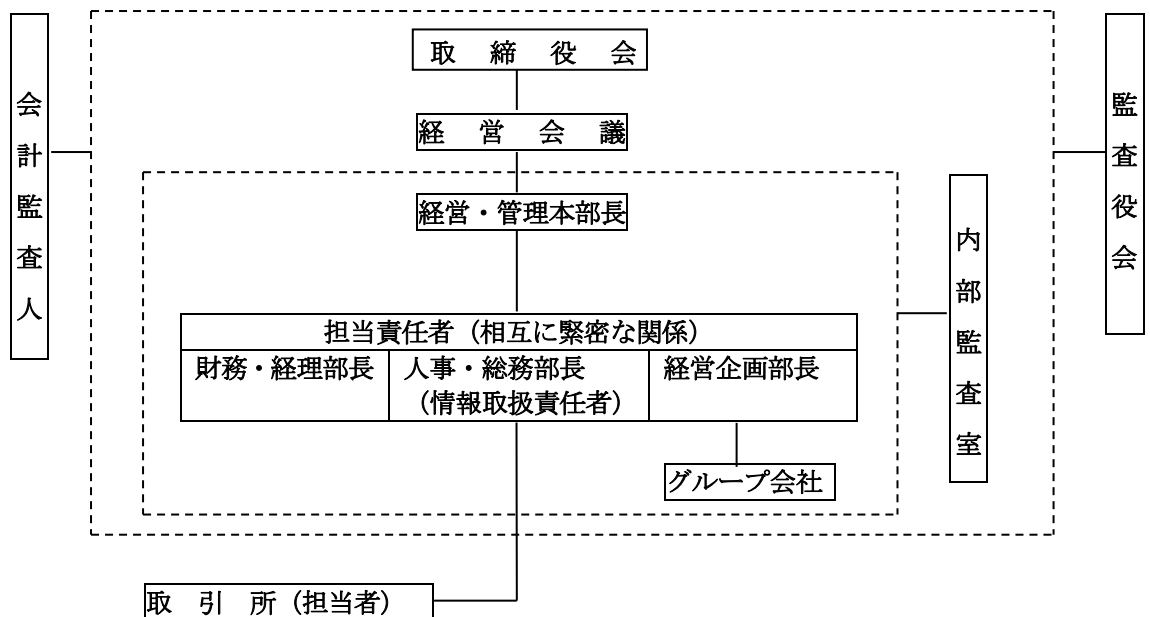 会計監査人
取締役会
経営会議
経営・管理本部長
担当責任者（相互に緊密な関係）
財務・経理部長
人事・総務部長
（情報取扱責任者）
経営企画部長
グループ会社
取引所（担当者）
内部監査室
監査役会